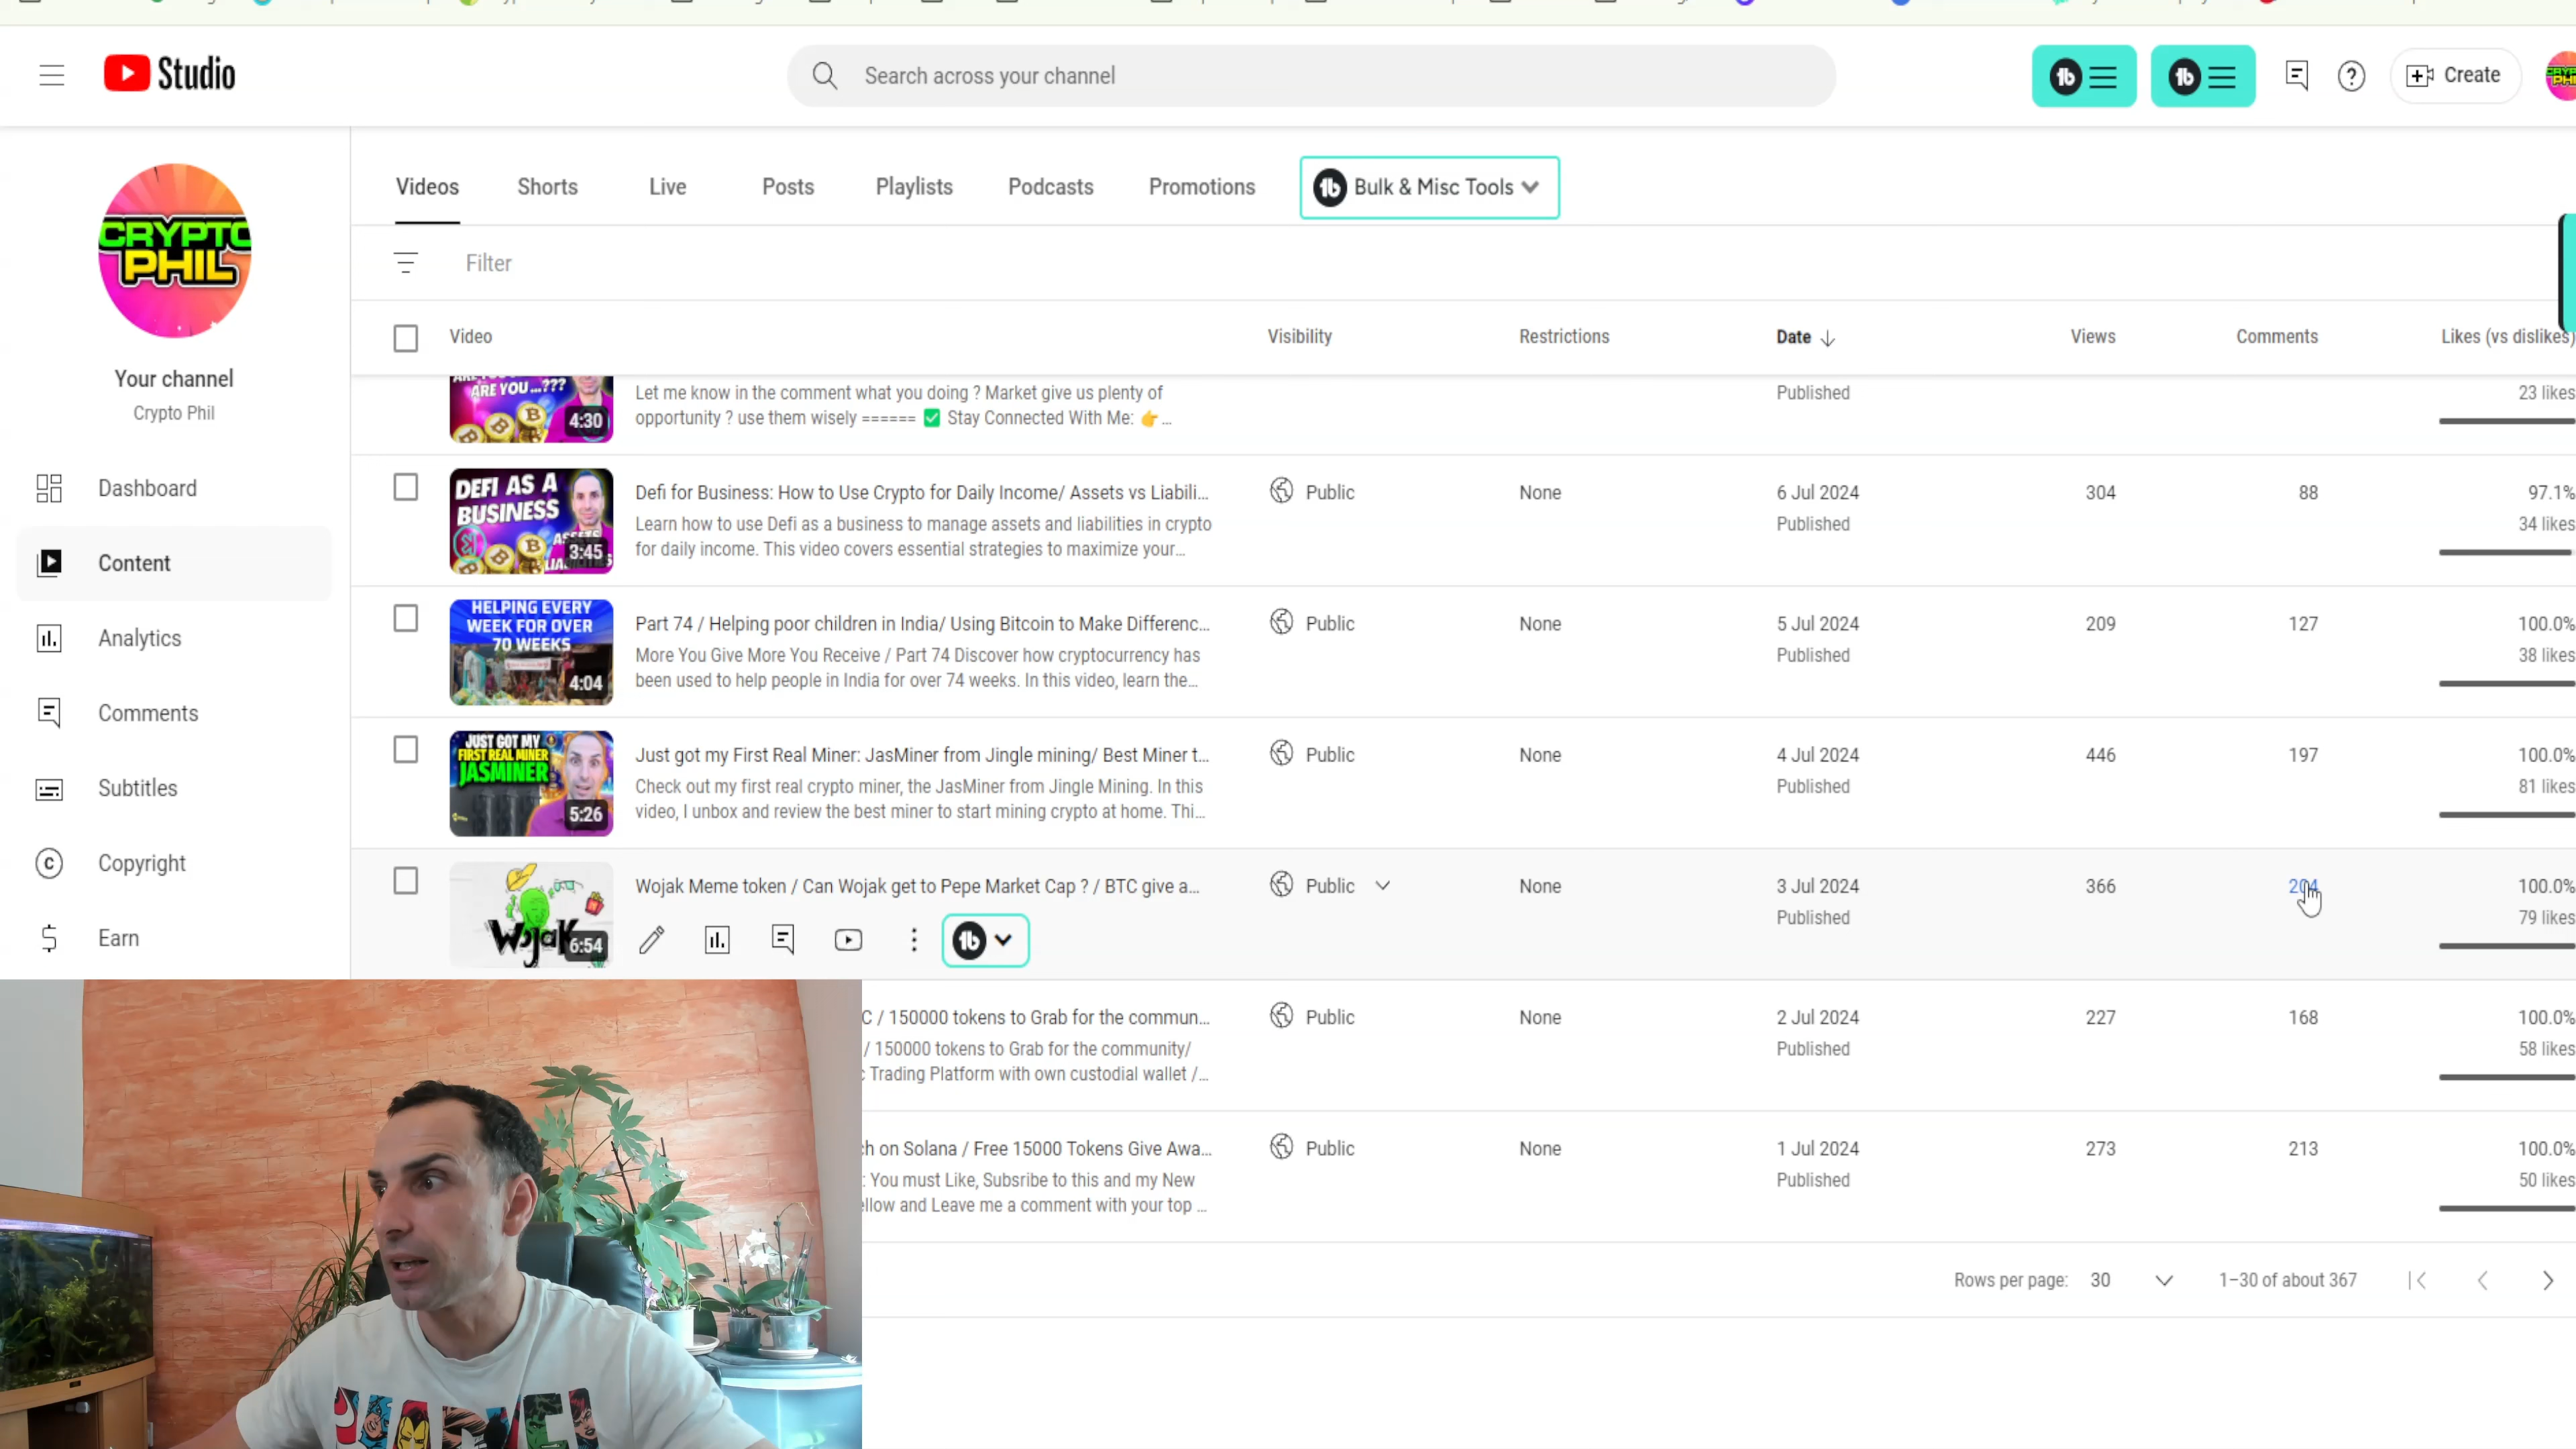 Studio
Search across your channel
Create
Videos
Shorts
Live
Posts
Playlists
Podcasts
Promotions
Bulk & Misc Tools
CRYPTO
PHIL
Your channel
Crypto Phil
Filter
Video
Visibility
Restrictions
Date
Views
Comments
Likes (vs dislikes)
Dashboard
Content
Analytics
Comments
Subtitles
Copyright
Earn
ARE YOU...???
4:30
Let me know in the comment what you doing ? Market give us plenty of
opportunity ? use them wisely ====== ✅ Stay Connected With Me: 👉...
Published
23 likes
DEFI AS A
BUSINESS
3:45
Defi for Business: How to Use Crypto for Daily Income/ Assets vs Liabili...
Learn how to use Defi as a business to manage assets and liabilities in crypto
for daily income. This video covers essential strategies to maximize your...
Public
None
6 Jul 2024
Published
304
88
97.1%
34 likes
HELPING EVERY
WEEK FOR OVER
70 WEEKS
4:04
Part 74 / Helping poor children in India/ Using Bitcoin to Make Differenc...
More You Give More You Receive / Part 74 Discover how cryptocurrency has
been used to help people in India for over 74 weeks. In this video, learn the...
Public
None
5 Jul 2024
Published
209
127
100.0%
38 likes
JUST GOT MY
FIRST REAL MINER
JASMINER
5:26
Just got my First Real Miner: JasMiner from Jingle mining/ Best Miner t...
Check out my first real crypto miner, the JasMiner from Jingle Mining. In this
video, I unbox and review the best miner to start mining crypto at home. Thi...
Public
None
4 Jul 2024
Published
446
197
100.0%
81 likes
Wojak
6:54
Wojak Meme token / Can Wojak get to Pepe Market Cap ? / BTC give a...
Public
None
3 Jul 2024
Published
366
204
100.0%
79 likes
C / 150000 tokens to Grab for the commun...
/ 150000 tokens to Grab for the community/
Trading Platform with own custodial wallet /...
Public
None
2 Jul 2024
Published
227
168
100.0%
58 likes
ch on Solana / Free 15000 Tokens Give Awa...
: You must Like, Subsribe to this and my New
ellow and Leave me a comment with your top ...
Public
None
1 Jul 2024
Published
273
213
100.0%
50 likes
Rows per page: 30
1–30 of about 367
MARVEL